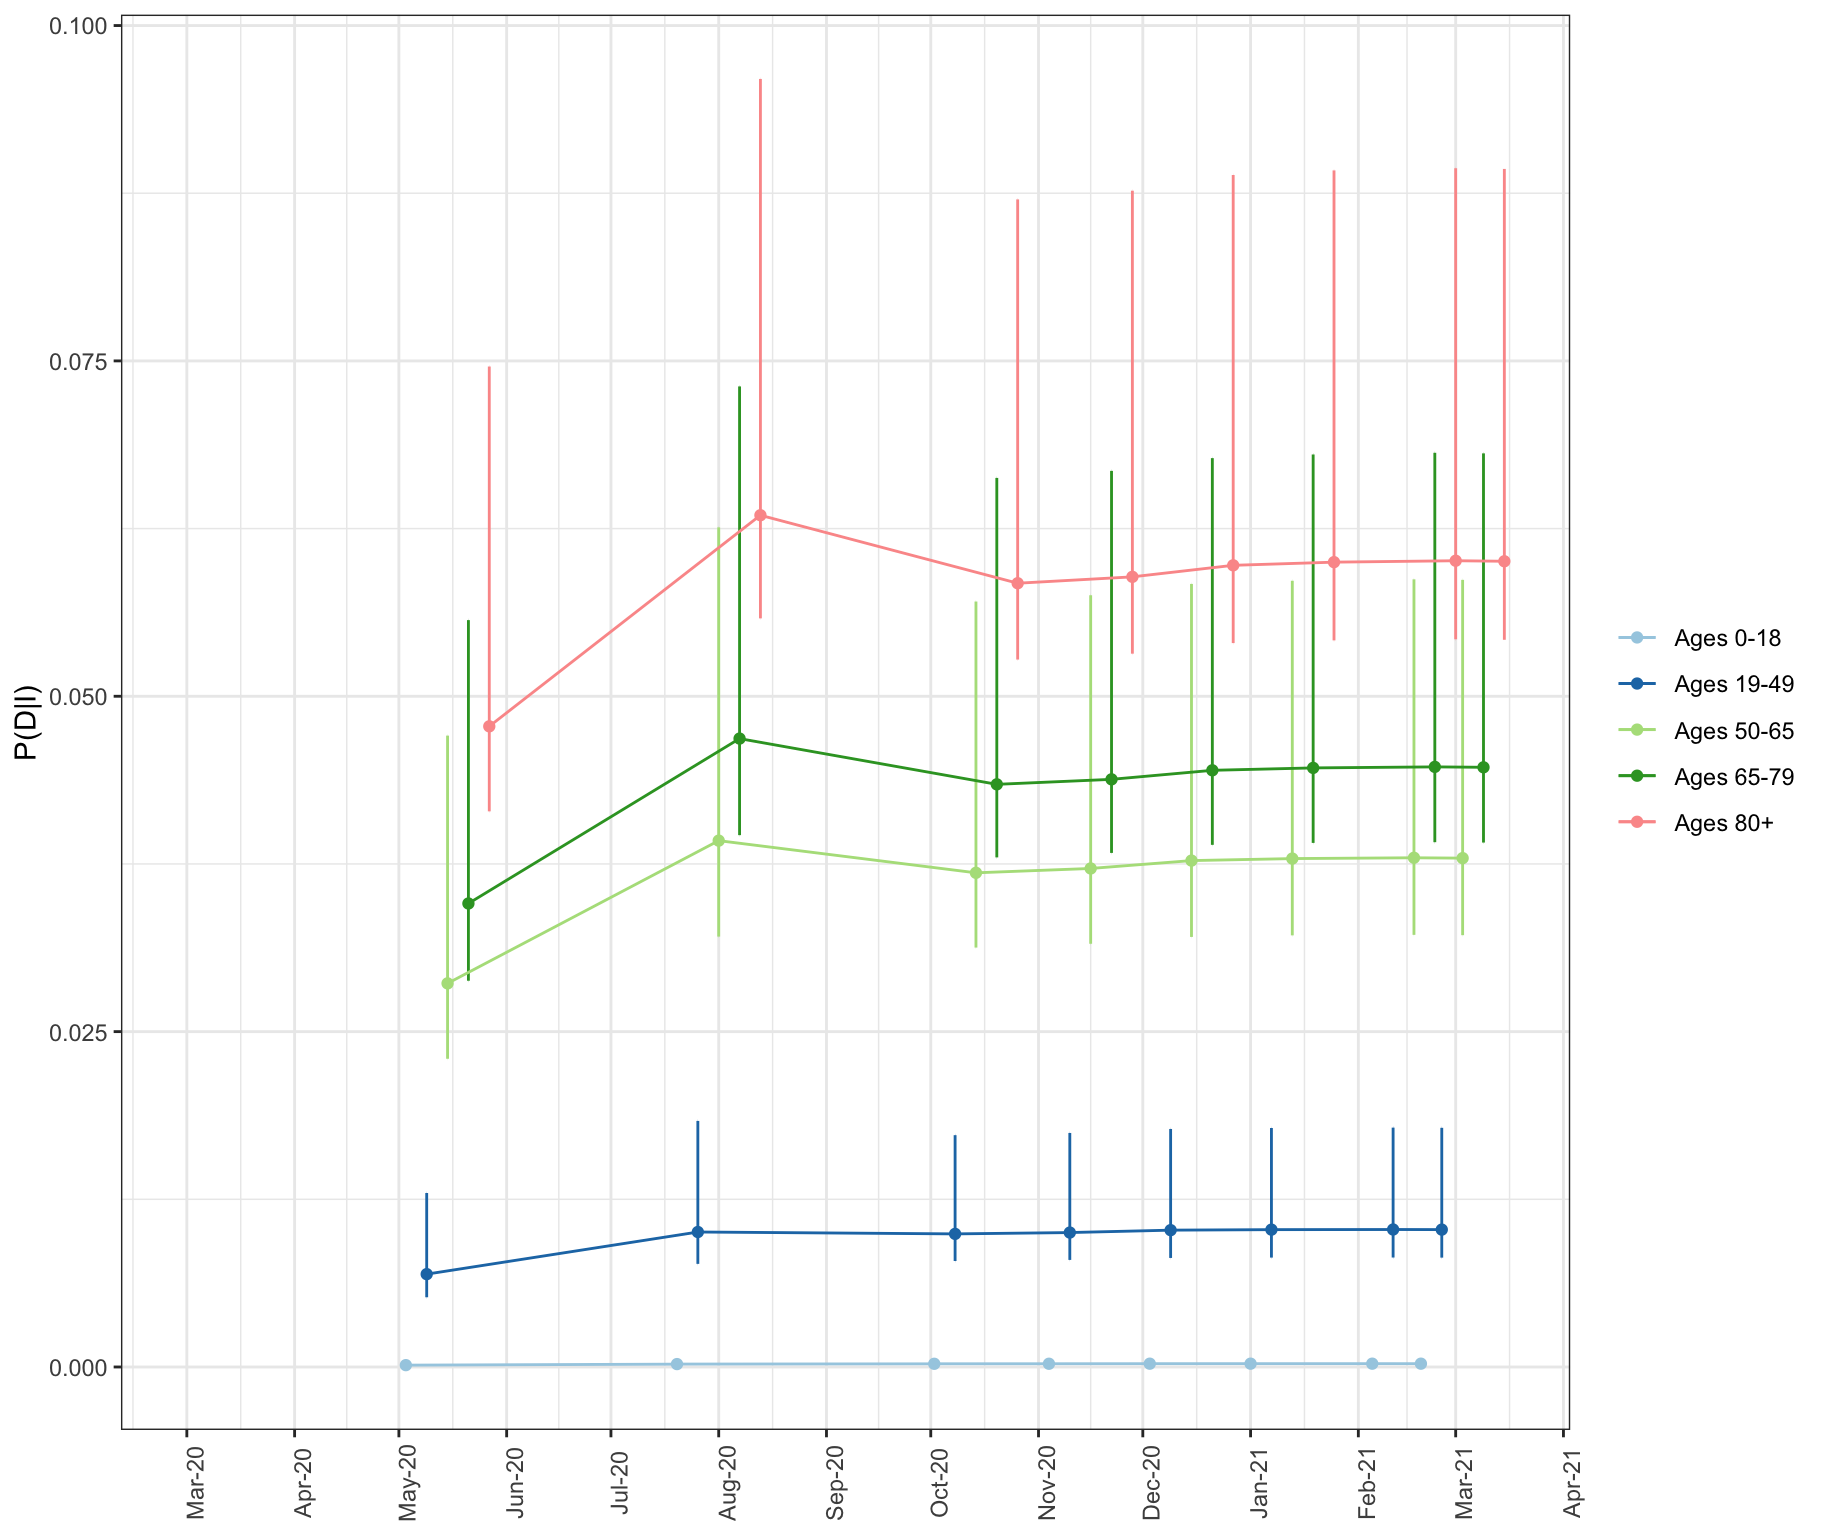 0.100
0.075
0.050
0.025
0.000
P(D|I)
Mar-20
Apr-20
May-20
Jun-20
Jul-20
Aug-20
Sep-20
Oct-20
Nov-20
Dec-20
Jan-21
Feb-21
Mar-21
Apr-21
Ages 0-18
Ages 19-49
Ages 50-65
Ages 65-79
Ages 80+